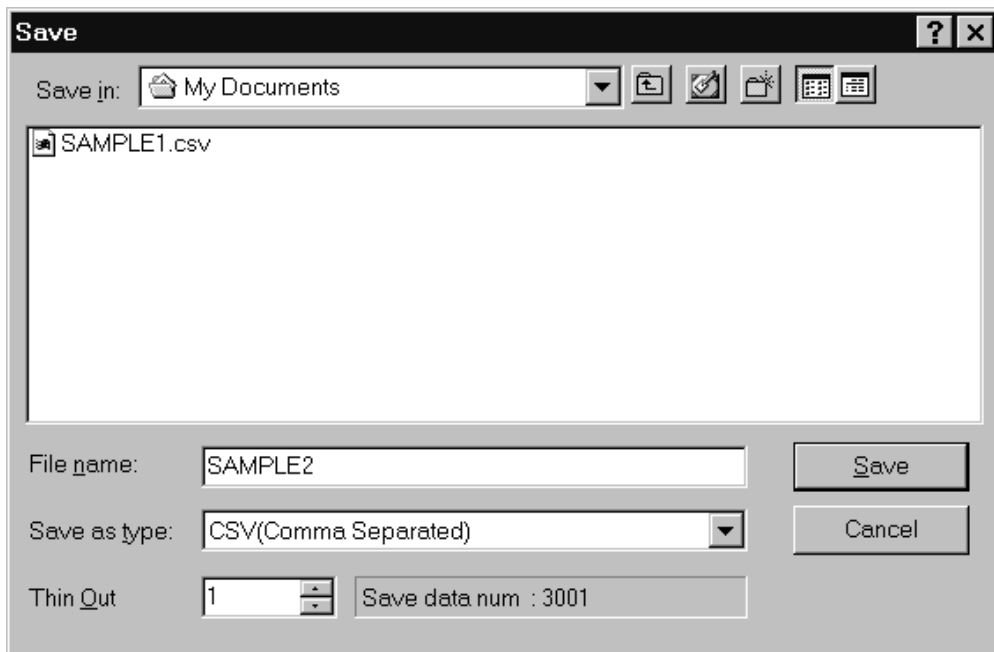 Save
Save in: My Documents
SAMPLE1.csv
File name: SAMPLE2 Save
Save as type: CSV(Comma Separated) Cancel
Thin Out 1 Save data num : 3001